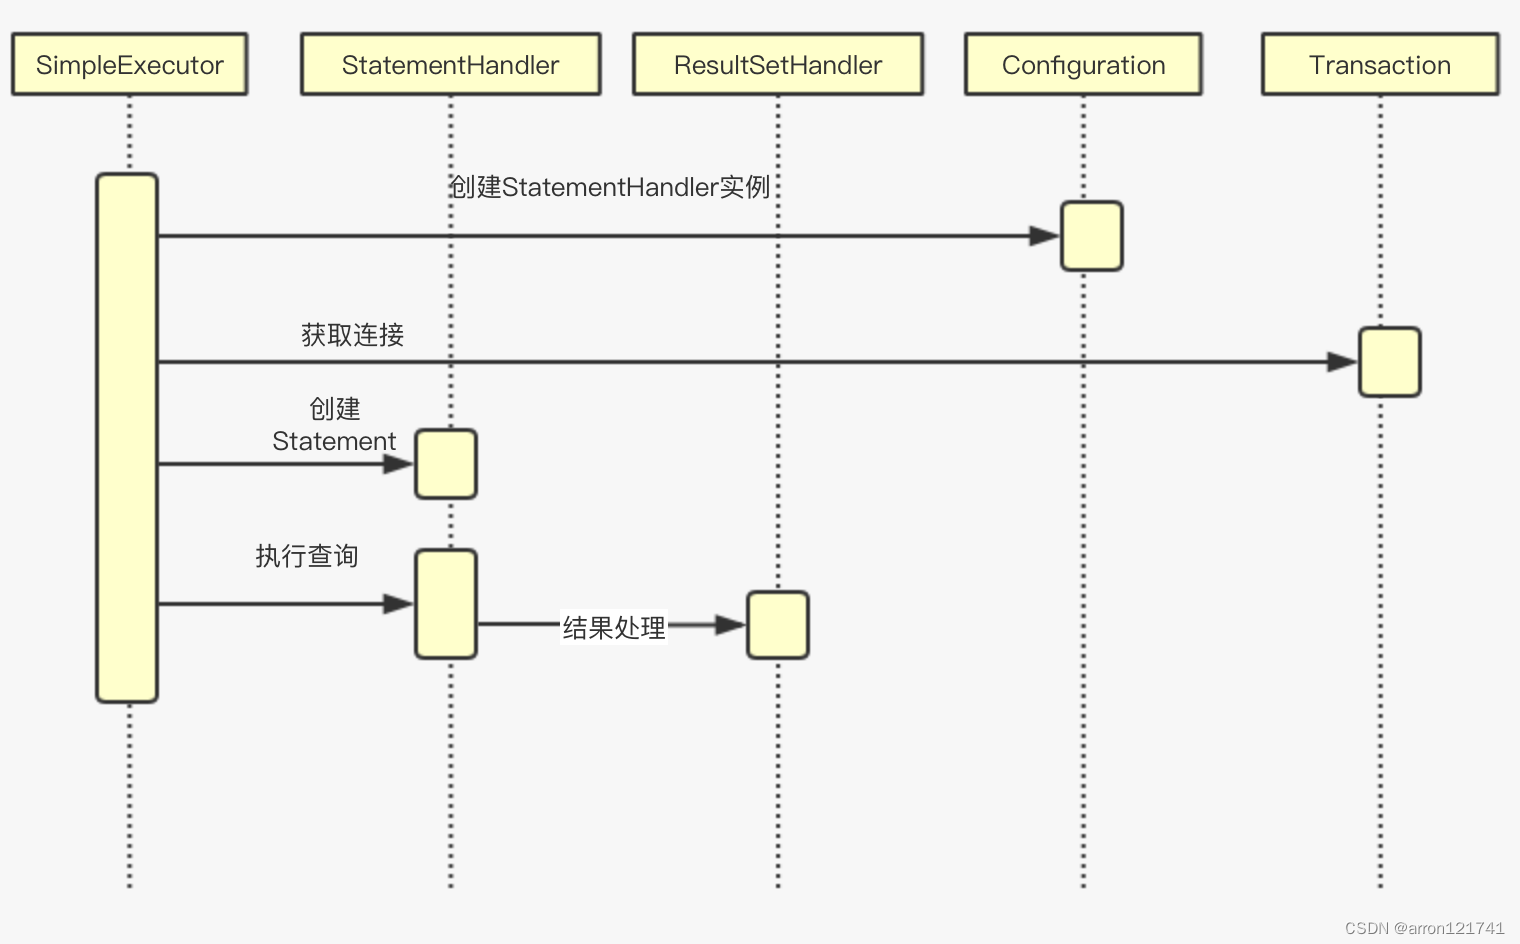 SimpleExecutor
StatementHandler
ResultSetHandler
Configuration
Transaction
创建StatementHandler实例
获取连接
创建
Statement
执行查询
结果处理
CSDN @arron121741